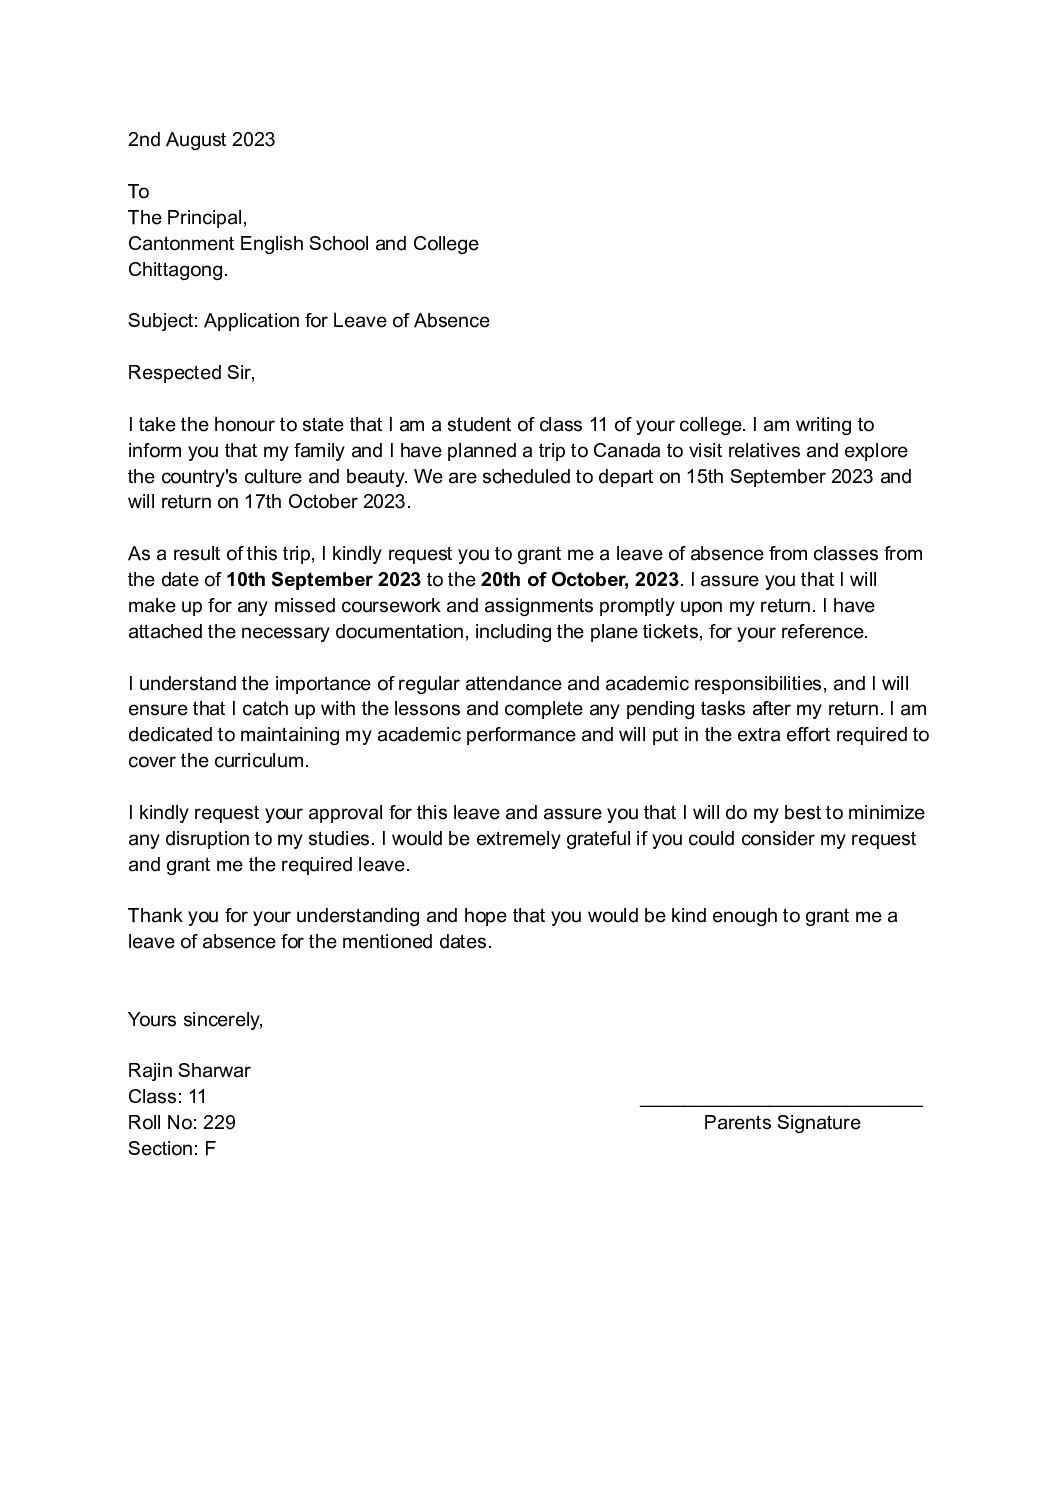 2nd August 2023
To
The Principal,
Cantonment English School and College
Chittagong.
Subject: Application for Leave of Absence
Respected Sir,
I take the honour to state that I am a student of class 11 of your college. I am writing to
inform you that my family and I have planned a trip to Canada to visit relatives and explore
the country's culture and beauty. We are scheduled to depart on 15th September 2023 and
will return on 17th October 2023.
As a result of this trip, I kindly request you to grant me a leave of absence from classes from
the date of 10th September 2023 to the 20th of October, 2023. I assure you that I will
make up for any missed coursework and assignments promptly upon my return. I have
attached the necessary documentation, including the plane tickets, for your reference.
I understand the importance of regular attendance and academic responsibilities, and I will
ensure that I catch up with the lessons and complete any pending tasks after my return. I am
dedicated to maintaining my academic performance and will put in the extra effort required to
cover the curriculum.
I kindly request your approval for this leave and assure you that I will do my best to minimize
any disruption to my studies. I would be extremely grateful if you could consider my request
and grant me the required leave.
Thank you for your understanding and hope that you would be kind enough to grant me a
leave of absence for the mentioned dates.
Yours sincerely,
Rajin Sharwar
Class: 11
Roll No: 229
Parents Signature
Section: F